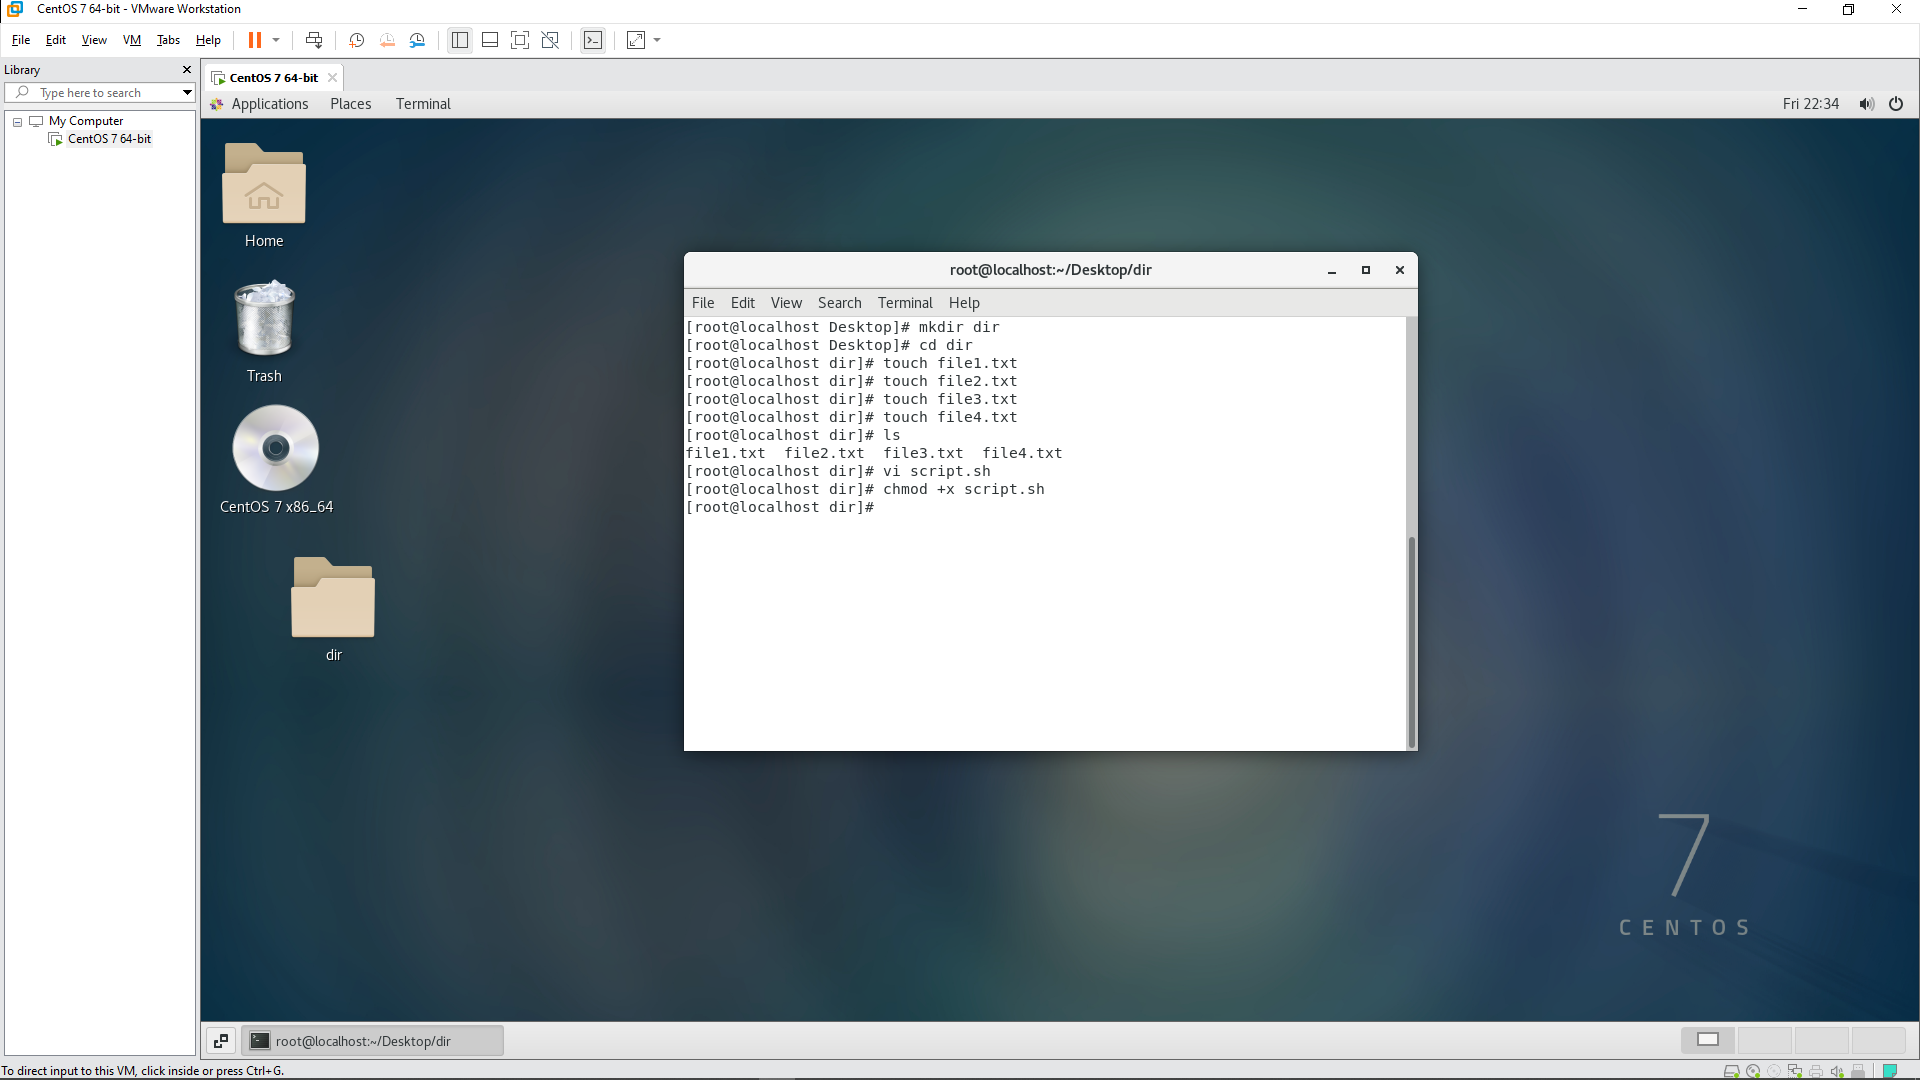 CentOS 7 64-bit - VMware Workstation
File Edit View VM Tabs Help
Library
Type here to search
My Computer
CentOS 7 64-bit
CentOS 7 64-bit
Applications Places Terminal
Fri 22:34
Home
Trash
CentOS 7 x86_64
dir
root@localhost:~/Desktop/dir
File Edit View Search Terminal Help
[root@localhost Desktop]# mkdir dir
[root@localhost Desktop]# cd dir
[root@localhost dir]# touch file1.txt
[root@localhost dir]# touch file2.txt
[root@localhost dir]# touch file3.txt
[root@localhost dir]# touch file4.txt
[root@localhost dir]# ls
file1.txt  file2.txt  file3.txt  file4.txt
[root@localhost dir]# vi script.sh
[root@localhost dir]# chmod +x script.sh
[root@localhost dir]#
7
CENTOS
root@localhost:~/Desktop/dir
To direct input to this VM, click inside or press Ctrl+G.